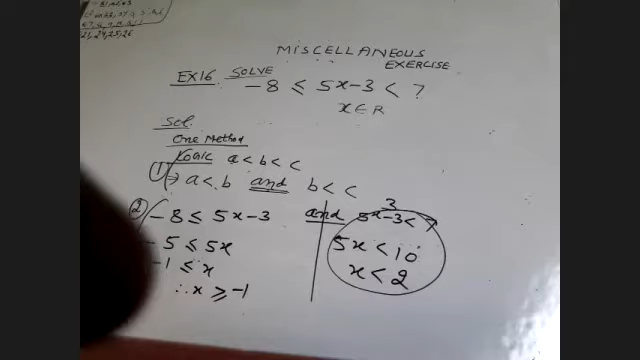 MISCELLANEOUS
EXERCISE
EX16 SOLVE
-8 ≤ 5x-3 < 7
x∈R
Sol
One Method
Logic a<b<c
① ⇒ a<b and b<c
② -8 ≤ 5x-3 and 5x-3<7
3
-5 ≤ 5x 5x < 10
-1 ≤ x x < 2
∴ x ≥ -1